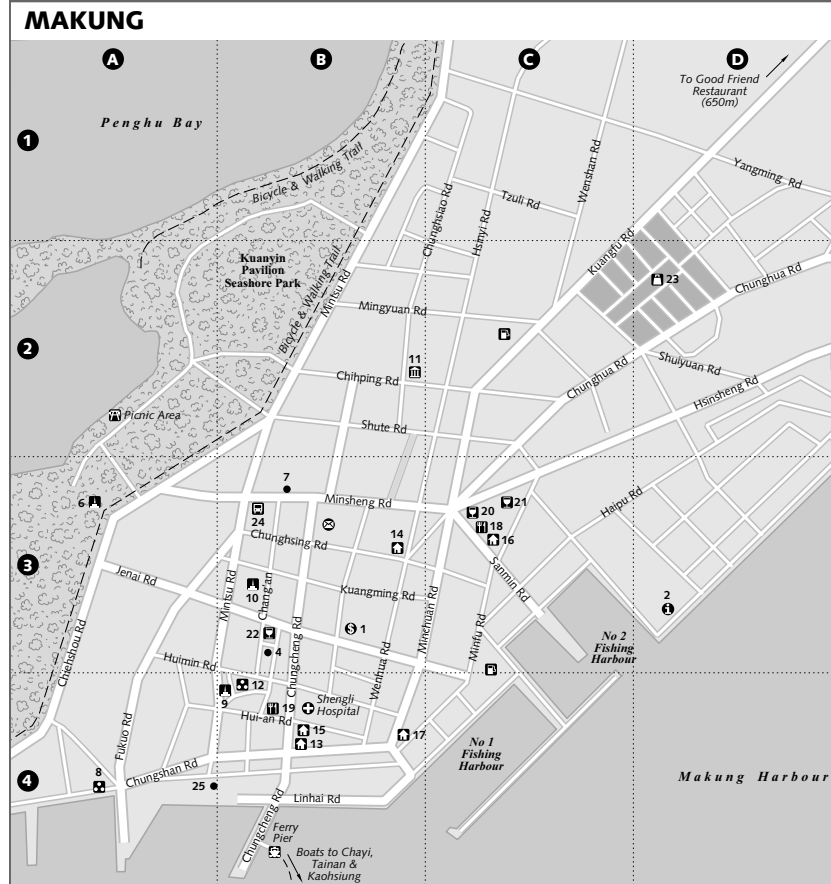 MAKUNG
A
B
C
D
To Good Friend
Restaurant
(650m)
1
Penghu Bay
Bicycle & Walking Trail
Yangming Rd
Chunghsiao Rd
Hsinyi Rd
Tzuli Rd
Wenshan Rd
Kuangfu Rd
Kuanyin
Pavilion
Seashore Park
Bicycle & Walking Trail
Mintsu Rd
23
Chunghua Rd
Mingyuan Rd
2
11
Chihping Rd
Chunghua Rd
Shuiyuan Rd
Hsinsheng Rd
Picnic Area
Shute Rd
7
6
Minsheng Rd
21
20
24
18
Haipu Rd
Chunghsing Rd
14
16
3
Jenai Rd
Mintsu Rd
10
Chang'an
Kuangming Rd
Sanmin Rd
2
22
1
Chungcheng Rd
Minchuan Rd
Minfu Rd
Chiehshou Rd
4
No 2
Fishing
Harbour
Huimin Rd
Wenhua Rd
12
9
19
Shengli
Hospital
Hui-an Rd
15
17
13
No 1
Fishing
Harbour
Fukuo Rd
4
8
Chungshan Rd
25
Makung Harbour
Linhai Rd
Chungcheng Rd
Ferry
Pier
Boats to Chayi,
Tainan &
Kaohsiung